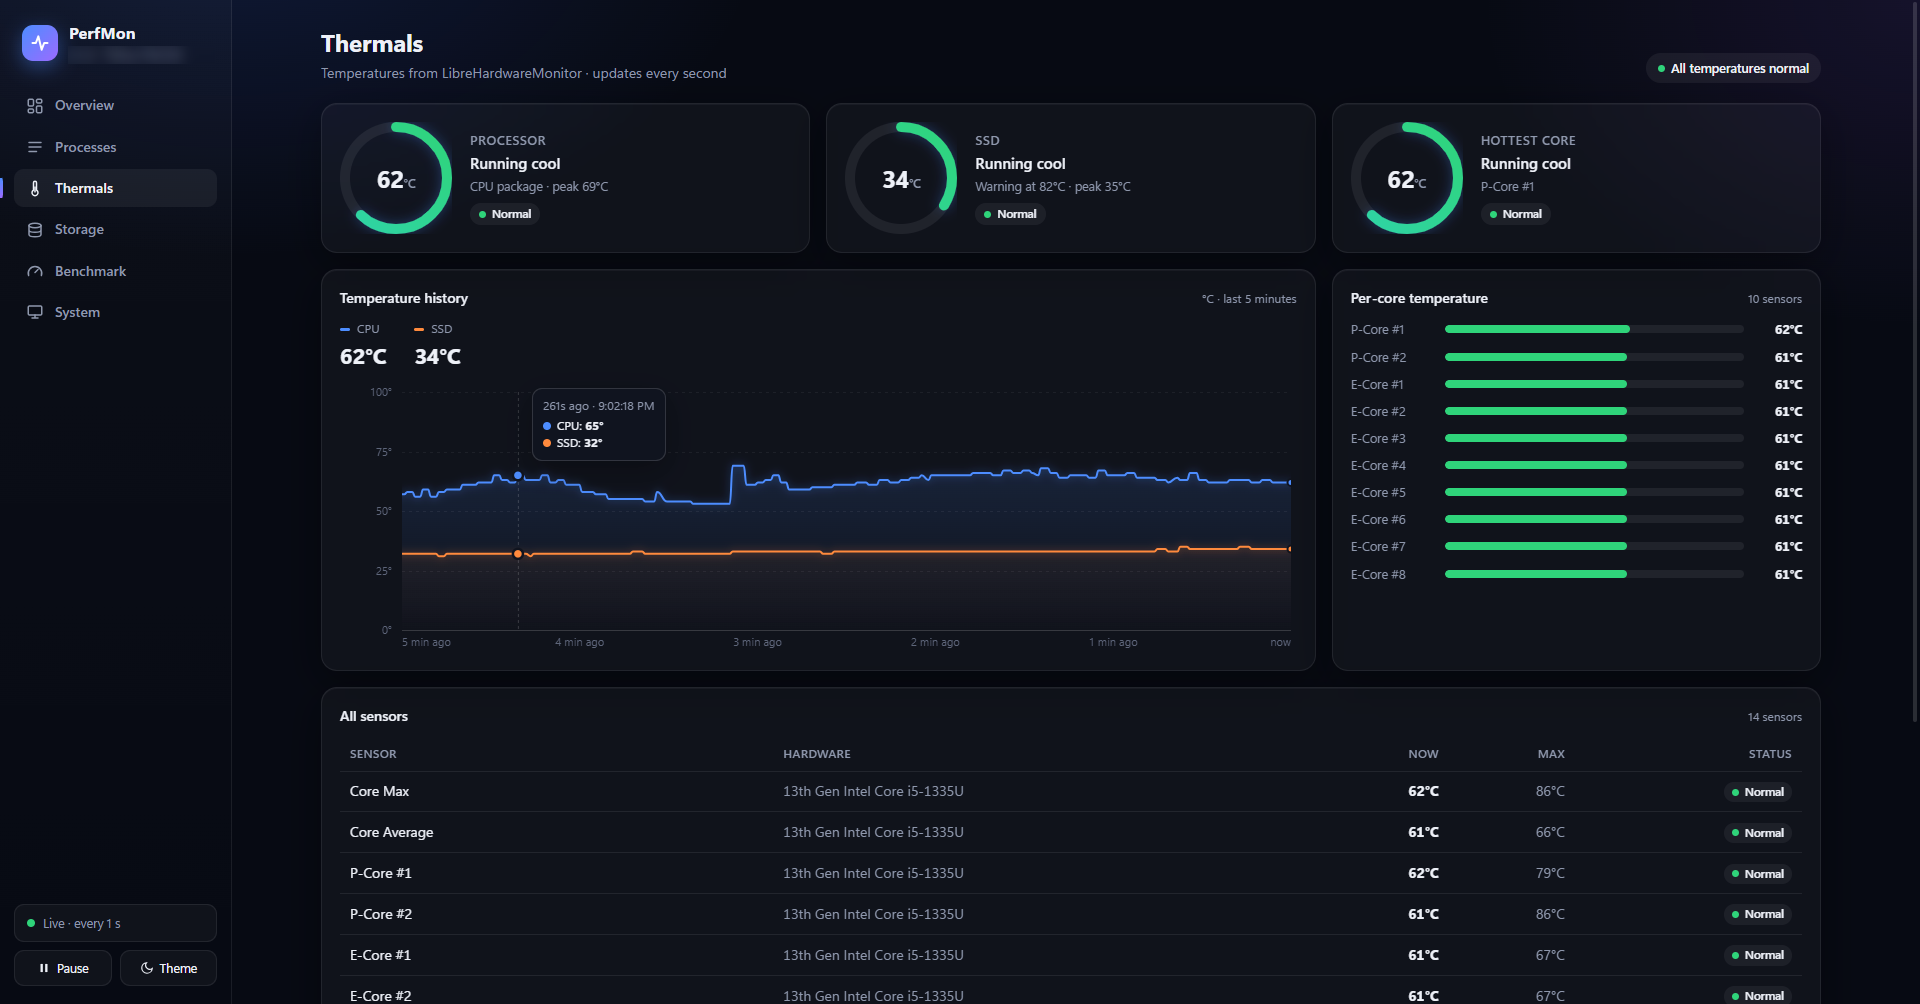 PerfMon
Overview
Processes
Thermals
Storage
Benchmark
System
Live · every 1 s
Pause
Theme
Thermals
Temperatures from LibreHardwareMonitor · updates every second
All temperatures normal
62°C
PROCESSOR
Running cool
CPU package · peak 69°C
Normal
34°C
SSD
Running cool
Warning at 82°C · peak 35°C
Normal
62°C
HOTTEST CORE
Running cool
P-Core #1
Normal
Temperature history
°C · last 5 minutes
CPU SSD
62°C 34°C
100°
75°
50°
25°
0°
261s ago · 9:02:18 PM
CPU: 65°
SSD: 32°
5 min ago 4 min ago 3 min ago 2 min ago 1 min ago now
Per-core temperature 10 sensors
P-Core #1 62°C
P-Core #2 61°C
E-Core #1 61°C
E-Core #2 61°C
E-Core #3 61°C
E-Core #4 61°C
E-Core #5 61°C
E-Core #6 61°C
E-Core #7 61°C
E-Core #8 61°C
All sensors 14 sensors
SENSOR HARDWARE NOW MAX STATUS
Core Max 13th Gen Intel Core i5-1335U 62°C 86°C Normal
Core Average 13th Gen Intel Core i5-1335U 61°C 66°C Normal
P-Core #1 13th Gen Intel Core i5-1335U 62°C 79°C Normal
P-Core #2 13th Gen Intel Core i5-1335U 61°C 86°C Normal
E-Core #1 13th Gen Intel Core i5-1335U 61°C 67°C Normal
E-Core #2 13th Gen Intel Core i5-1335U 61°C 67°C Normal